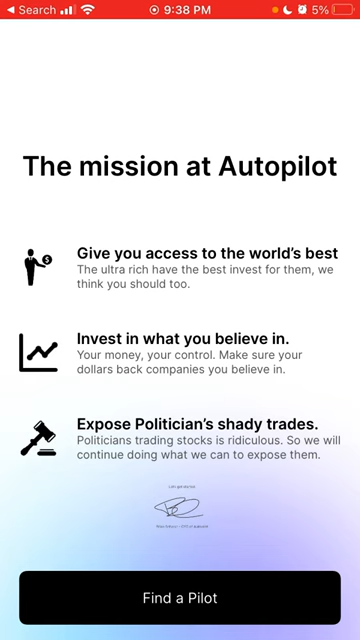 ◀ Search 9:38 PM 5%
The mission at Autopilot
Give you access to the world's best
The ultra rich have the best invest for them, we
think you should too.
Invest in what you believe in.
Your money, your control. Make sure your
dollars back companies you believe in.
Expose Politician's shady trades.
Politicians trading stocks is ridiculous. So we will
continue doing what we can to expose them.
Let's get started.
Find a Pilot